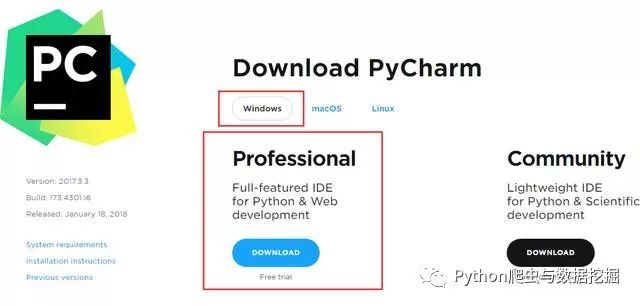 PC
Download PyCharm
Windows
macOS
Linux
Professional
Full-featured IDE
for Python & Web
development
DOWNLOAD
Free trial
Community
Lightweight IDE
for Python & Scientific
development
DOWNLOAD
Version: 2017.3.3
Build: 173.4301.16
Released: January 18, 2018
System requirements
Installation Instructions
Previous versions
Python爬虫与数据挖掘